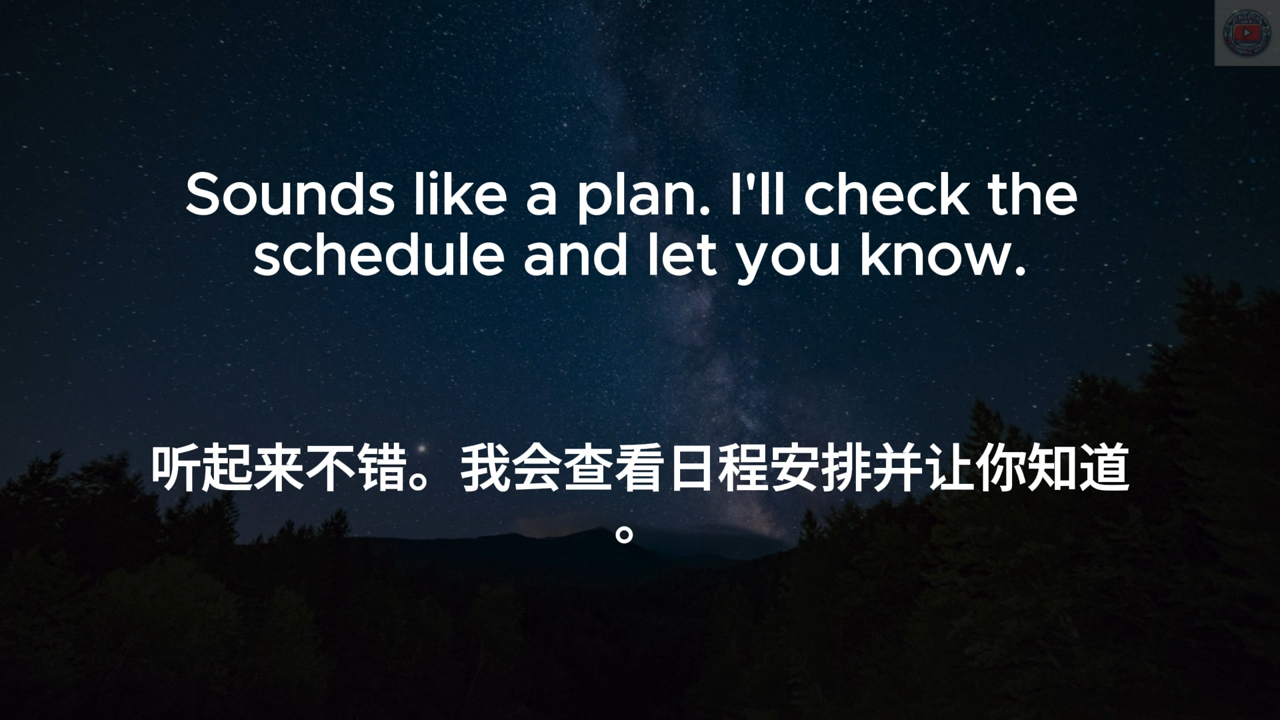 Sounds like a plan. I'll check the
schedule and let you know.
听起来不错。我会查看日程安排并让你知道
。